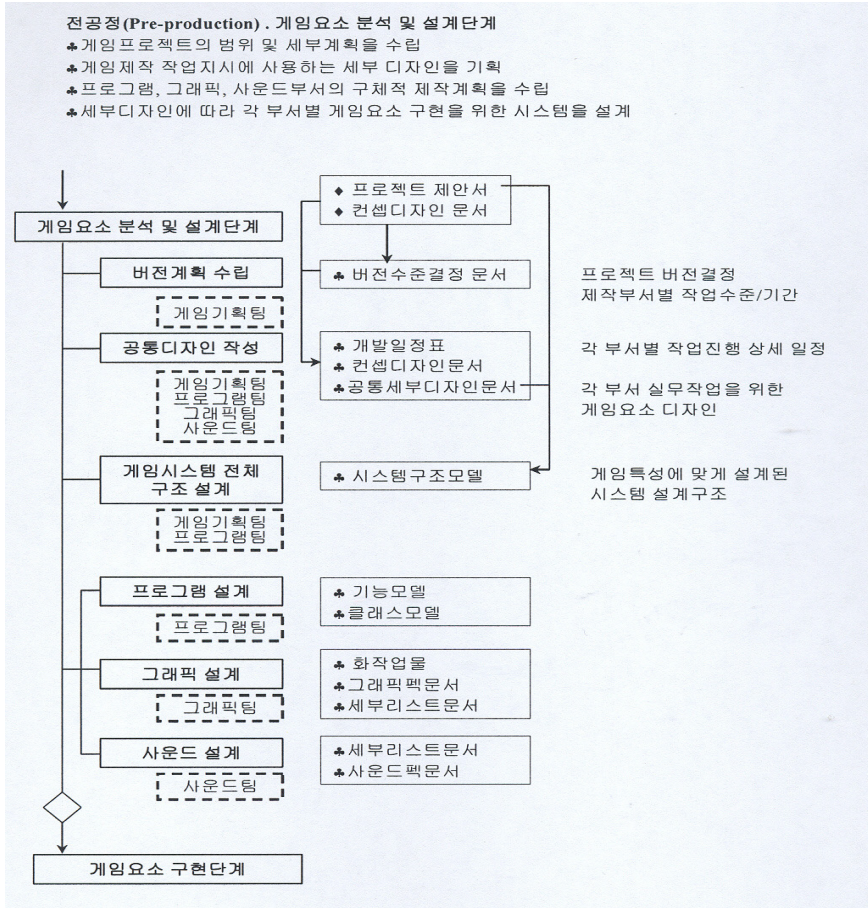 전공정(Pre-production) . 게임요소 분석 및 설계단계
♣게임프로젝트의 범위 및 세부계획을 수립
♣게임제작 작업지시에 사용하는 세부 디자인을 기획
♣프로그램, 그래픽, 사운드부서의 구체적 제작계획을 수립
♣세부디자인에 따라 각 부서별 게임요소 구현을 위한 시스템을 설계
◆ 프로젝트 제안서
◆ 컨셉디자인 문서
게임요소 분석 및 설계단계
버전계획 수립
♣ 버전수준결정 문서
프로젝트 버전결정
제작부서별 작업수준/기간
게임기획팅
공통디자인 작성
♣ 개발일정표
♣ 컨셉디자인문서
♣공통세부디자인문서
각 부서별 작업진행 상세 일정
각 부서 실무작업을 위한
게임요소 디자인
게임기획팅
프로그램팅
그래픽팅
사운드팅
게임시스템 전체
구조 설계
♣ 시스템구조모델
게임특성에 맞게 설계된
시스템 설계구조
게임기획팅
프로그램팅
프로그램 설계
♣ 기능모델
♣클래스모델
프로그램팅
그래픽 설계
♣ 화작업물
♣그래픽펙문서
♣세부리스트문서
그래픽팅
사운드 설계
♣세부리스트문서
♣사운드펙문서
사운드팅
게임요소 구현단계